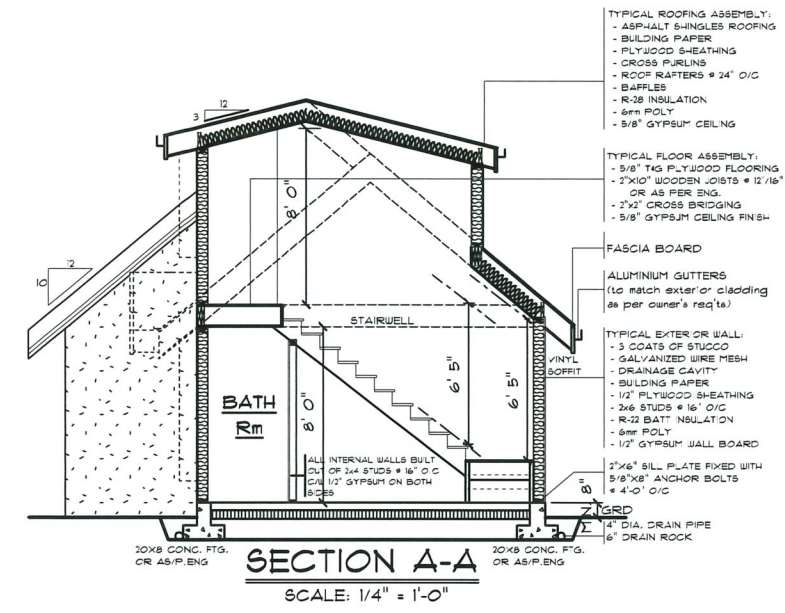 TYPICAL ROOFING ASSEMBLY:
- ASPHALT SHINGLES ROOFING
- BUILDING PAPER
- PLYWOOD SHEATHING
- CROSS PURLINS
- ROOF RAFTERS @ 24" O/C
- BAFFLES
- R-28 INSULATION
- 6mm POLY
- 5/8" GYPSUM CEILING
12
3
TYPICAL FLOOR ASSEMBLY:
- 5/8" T&G PLYWOOD FLOORING
- 2"X10" WOODEN JOISTS @ 12"/16"
OR AS PER ENG.
- 2"x2" CROSS BRIDGING
- 5/8" GYPSUM CEILING FINISH
8' 0"
FASCIA BOARD
12
10
ALUMINIUM GUTTERS
(to match exterior cladding
as per owner's req'ts.)
STAIRWELL
TYPICAL EXTERIOR WALL:
- 3 COATS OF STUCCO
- GALVANIZED WIRE MESH
- DRAINAGE CAVITY
- BUILDING PAPER
- 1/2" PLYWOOD SHEATHING
- 2x6 STUDS @ 16' O/C
- R-22 BATT INSULATION
- 6mm POLY
- 1/2" GYPSUM WALL BOARD
VINYL
SOFFIT
6' 5"
6' 5"
BATH
Rm
8' 0"
ALL INTERNAL WALLS BUILT
OUT OF 2x4 STUDS @ 16" O/C
C/W 1/2" GYPSUM ON BOTH
SIDES
2"X6" SILL PLATE FIXED WITH
5/8"X8" ANCHOR BOLTS
@ 4'-0' O/C
8"
MIN
GRD
4" DIA. DRAIN PIPE
6" DRAIN ROCK
20X8 CONC. FTG.
OR AS/P.ENG
20X8 CONC. FTG.
OR AS/P.ENG
SECTION A-A
SCALE: 1/4" = 1'-0"